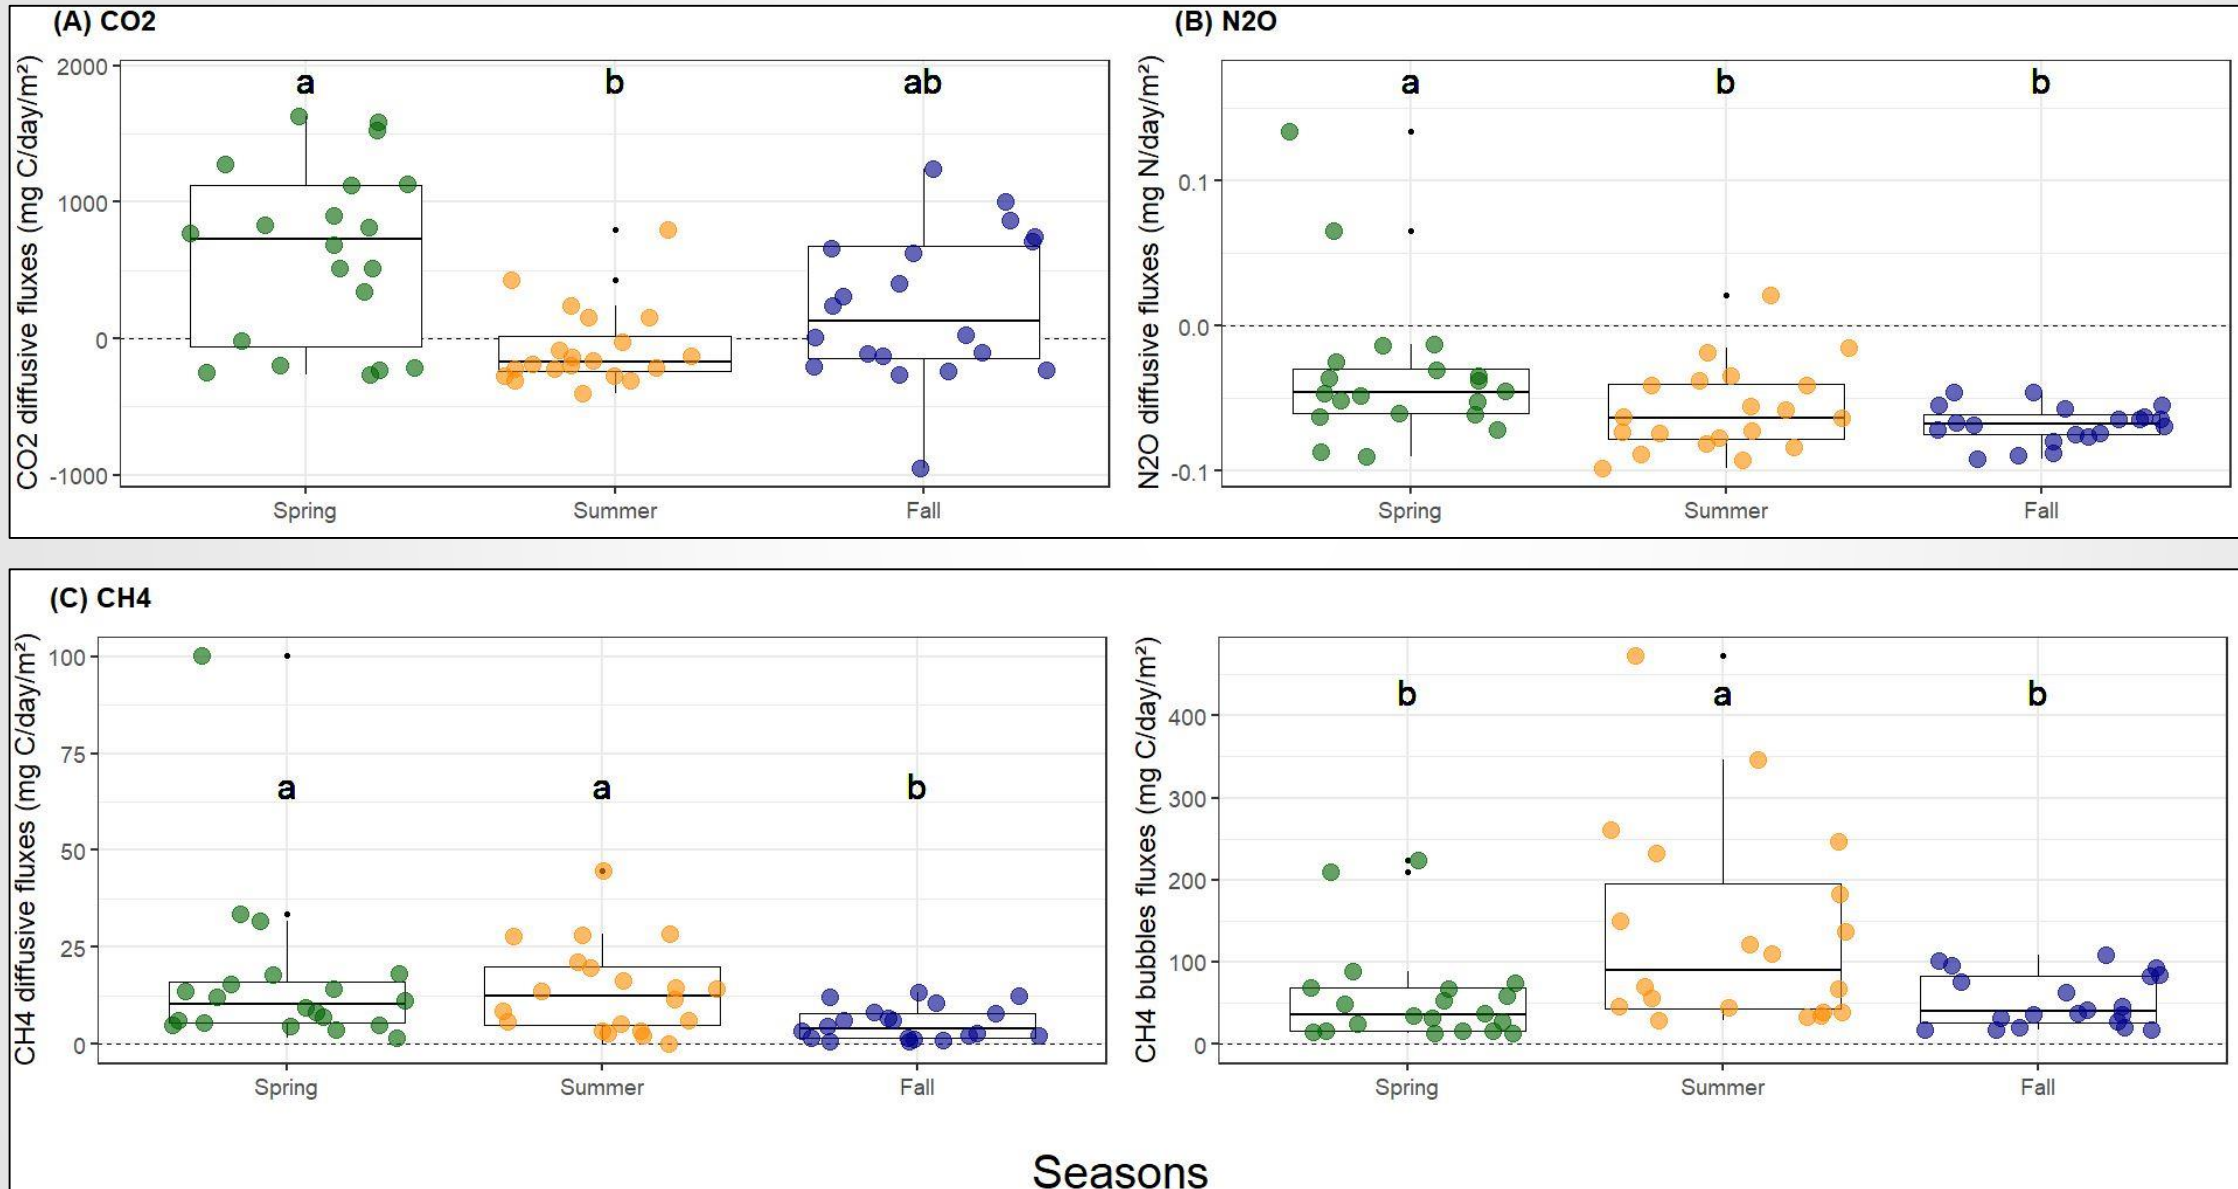 (A) CO2
CO2 diffusive fluxes (mg C/day/m²)
2000
1000
0
-1000
a
b
ab
Spring
Summer
Fall
(B) N2O
N2O diffusive fluxes (mg N/day/m²)
0.1
0.0
-0.1
a
b
b
Spring
Summer
Fall
(C) CH4
CH4 diffusive fluxes (mg C/day/m²)
100
75
50
25
0
a
a
b
Spring
Summer
Fall
CH4 bubbles fluxes (mg C/day/m²)
400
300
200
100
0
b
a
b
Spring
Summer
Fall
Seasons